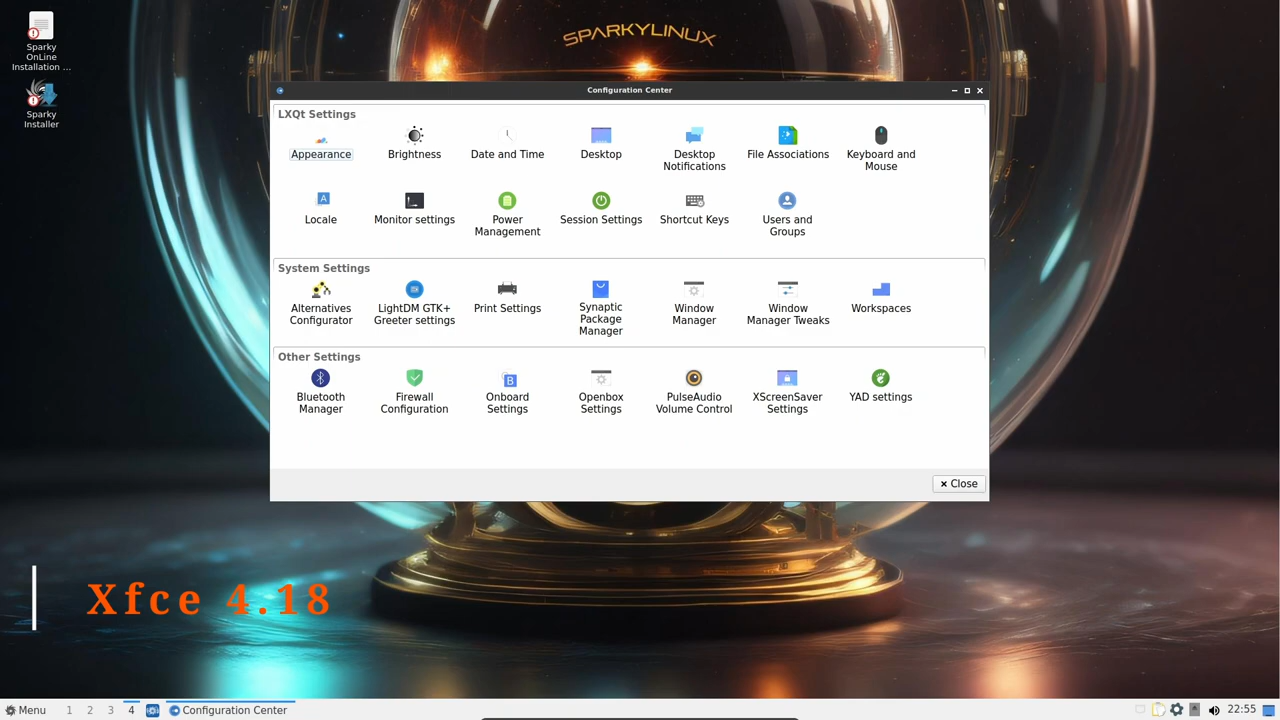 SPARKYLINUX
Sparky
OnLine
Installation ...
Sparky
Installer
Configuration Center
LXQt Settings
Appearance
Brightness
Date and Time
Desktop
Desktop
Notifications
File Associations
Keyboard and
Mouse
Locale
Monitor settings
Power
Management
Session Settings
Shortcut Keys
Users and
Groups
System Settings
Alternatives
Configurator
LightDM GTK+
Greeter settings
Print Settings
Synaptic
Package
Manager
Window
Manager
Window
Manager Tweaks
Workspaces
Other Settings
Bluetooth
Manager
Firewall
Configuration
Onboard
Settings
Openbox
Settings
PulseAudio
Volume Control
XScreenSaver
Settings
YAD settings
Close
Xfce 4.18
Menu 1 2 3 4 Configuration Center 22:55